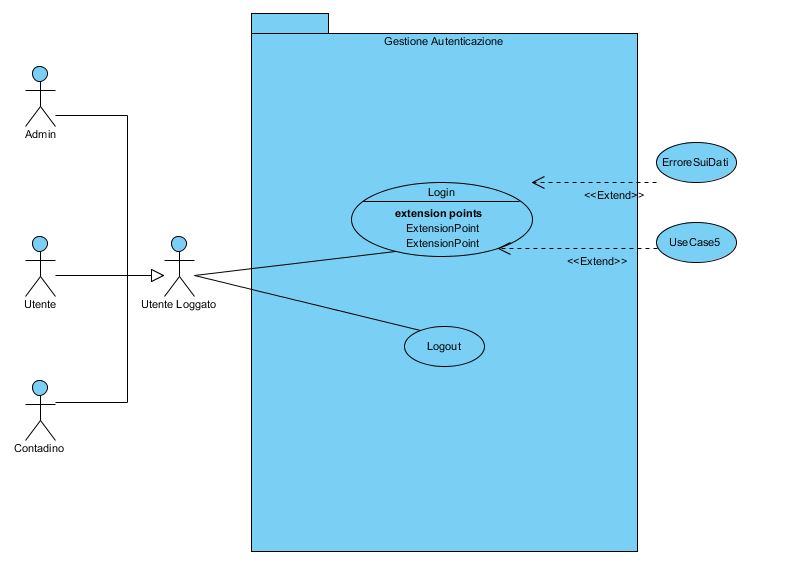 Gestione Autenticazione
Admin
ErroreSuiDati
<<Extend>>
Login
extension points
ExtensionPoint
ExtensionPoint
UseCase5
<<Extend>>
Utente
Utente Loggato
Logout
Contadino